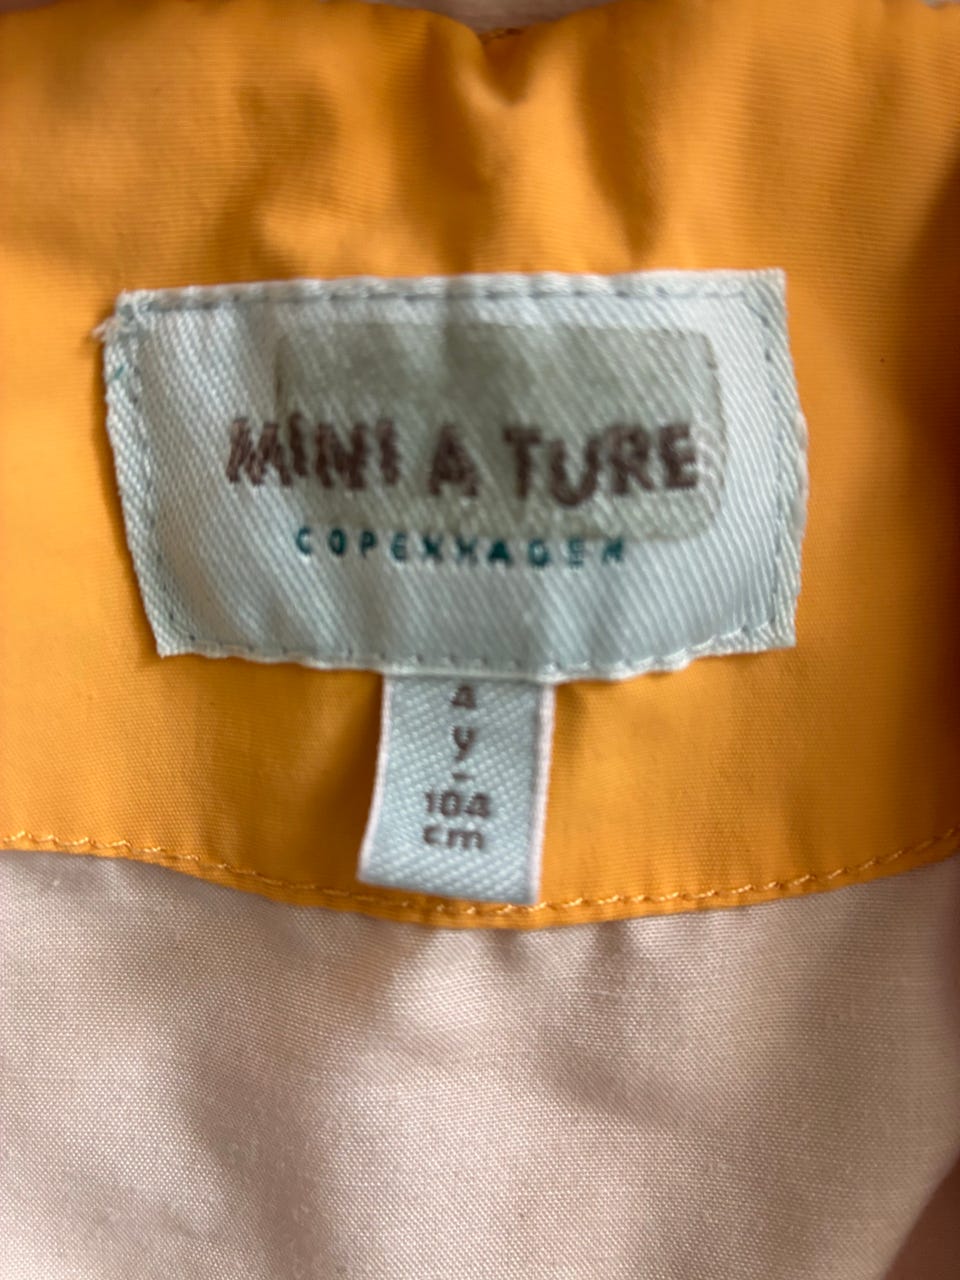 MINI A TURE
COPENHAGEN
4
y
-
104
cm